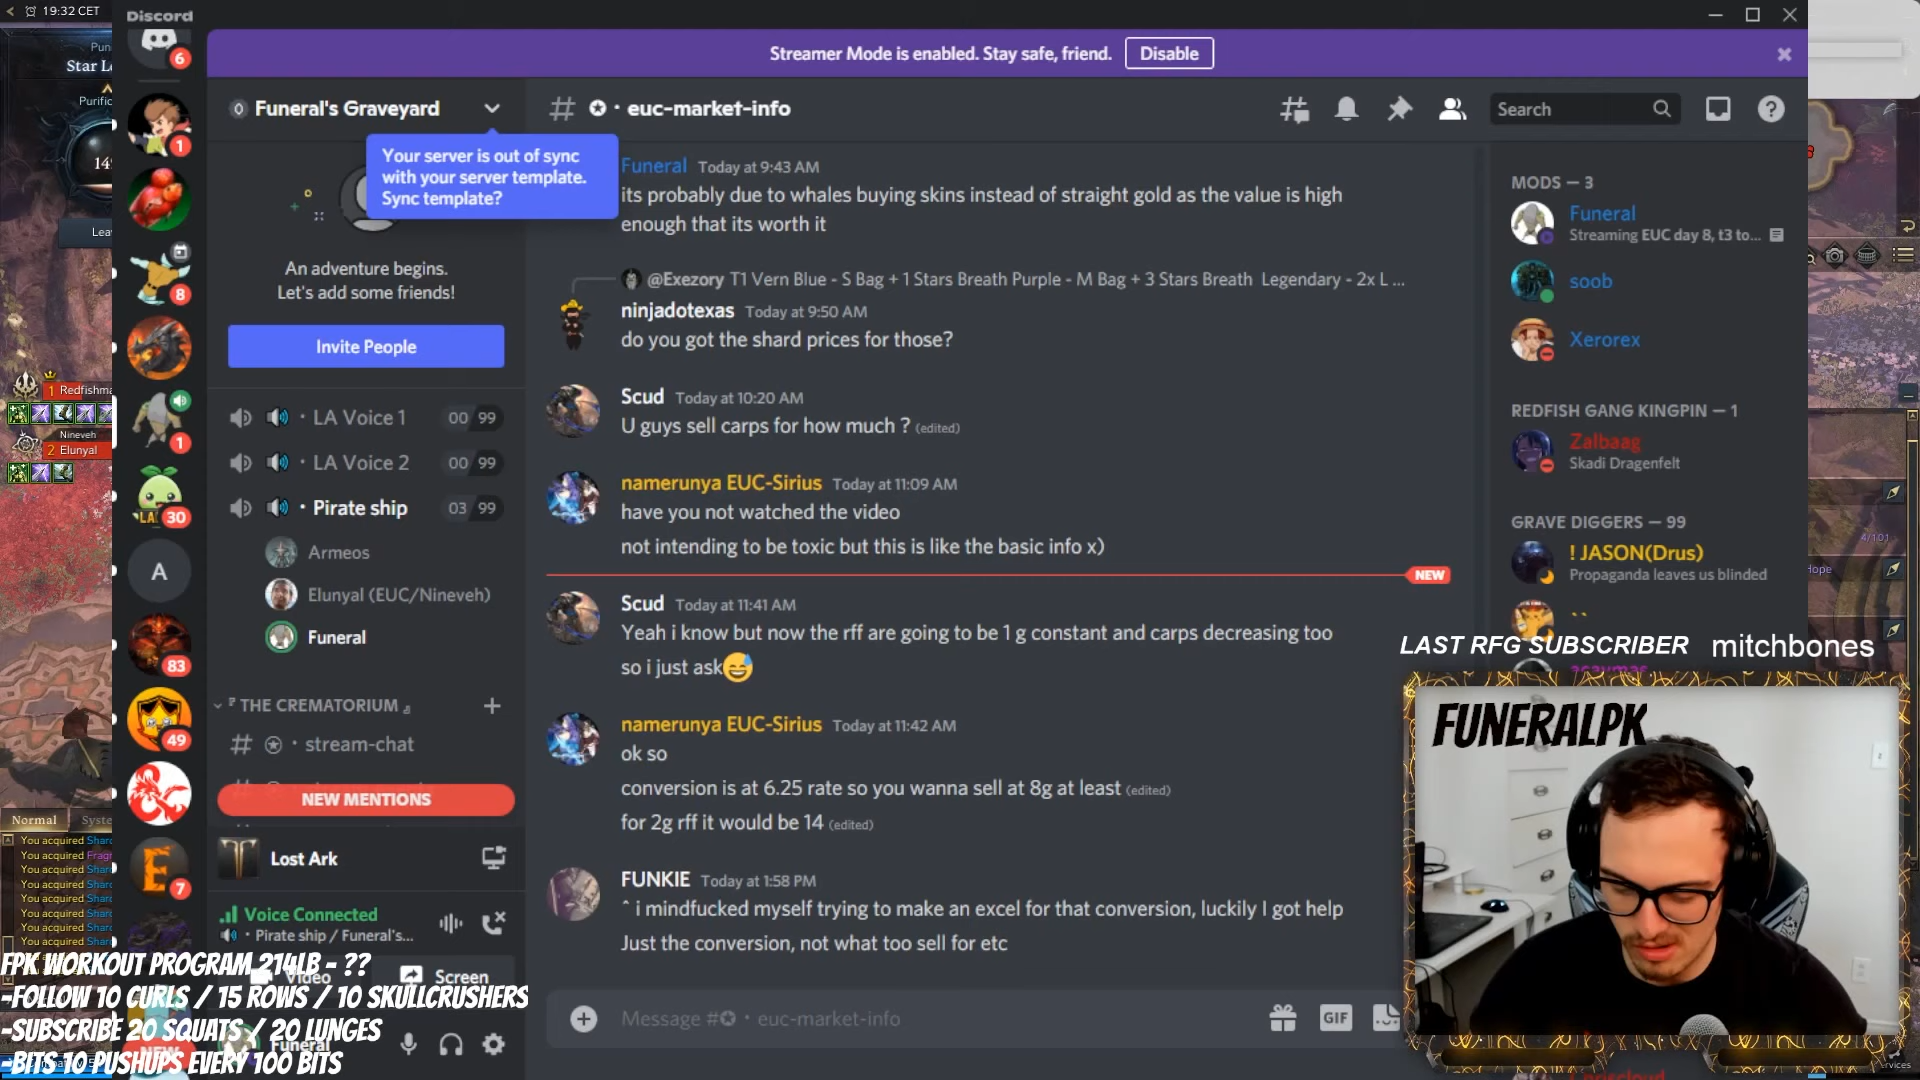 19:32 CET
Discord
Streamer Mode is enabled. Stay safe, friend.
Disable
Funeral's Graveyard
Your server is out of sync
with your server template.
Sync template?
An adventure begins.
Let's add some friends!
Invite People
LA Voice 1
00 99
LA Voice 2
00 99
Pirate ship
03 99
Armeos
Elunyal (EUC/Nineveh)
Funeral
THE CREMATORIUM
stream-chat
NEW MENTIONS
Lost Ark
Voice Connected
Pirate ship / Funeral's...
Video
Screen
Funeral
6
1
8
1
30
A
83
49
7
NEW
euc-market-info
Search
Funeral Today at 9:43 AM
its probably due to whales buying skins instead of straight gold as the value is high
enough that its worth it
@Exezory T1 Vern Blue - S Bag + 1 Stars Breath Purple - M Bag + 3 Stars Breath Legendary - 2x L ...
ninjadotexas Today at 9:50 AM
do you got the shard prices for those?
Scud Today at 10:20 AM
U guys sell carps for how much ? (edited)
namerunya EUC-Sirius Today at 11:09 AM
have you not watched the video
not intending to be toxic but this is like the basic info x)
NEW
Scud Today at 11:41 AM
Yeah i know but now the rff are going to be 1 g constant and carps decreasing too
so i just ask
namerunya EUC-Sirius Today at 11:42 AM
ok so
conversion is at 6.25 rate so you wanna sell at 8g at least (edited)
for 2g rff it would be 14 (edited)
FUNKIE Today at 1:58 PM
^ i mindfucked myself trying to make an excel for that conversion, luckily I got help
Just the conversion, not what too sell for etc
Message # · euc-market-info
GIF
MODS — 3
Funeral
Streaming EUC day 8, t3 to...
soob
Xerorex
REDFISH GANG KINGPIN — 1
Zalbaag
Skadi Dragenfelt
GRAVE DIGGERS — 99
! JASON(Drus)
Propaganda leaves us blinded
LAST RFG SUBSCRIBER mitchbones
FUNERALPK
FPK WORKOUT PROGRAM 214LB - ??
-FOLLOW 10 CURLS / 15 ROWS / 10 SKULLCRUSHERS
-SUBSCRIBE 20 SQUATS / 20 LUNGES
-BITS 10 PUSHUPS EVERY 100 BITS
1 Redfishma
Nineveh
2 Elunyal
Normal
Syste
You acquired Shar
You acquired Frag
You acquired Shar
You acquired Shar
You acquired Shar
You acquired Shar
You acquired Shar
You acquired Shar
4/101